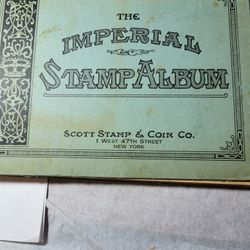 THE
IMPERIAL
STAMP ALBUM
SCOTT STAMP & COIN CO.
1 WEST 47TH STREET
NEW YORK